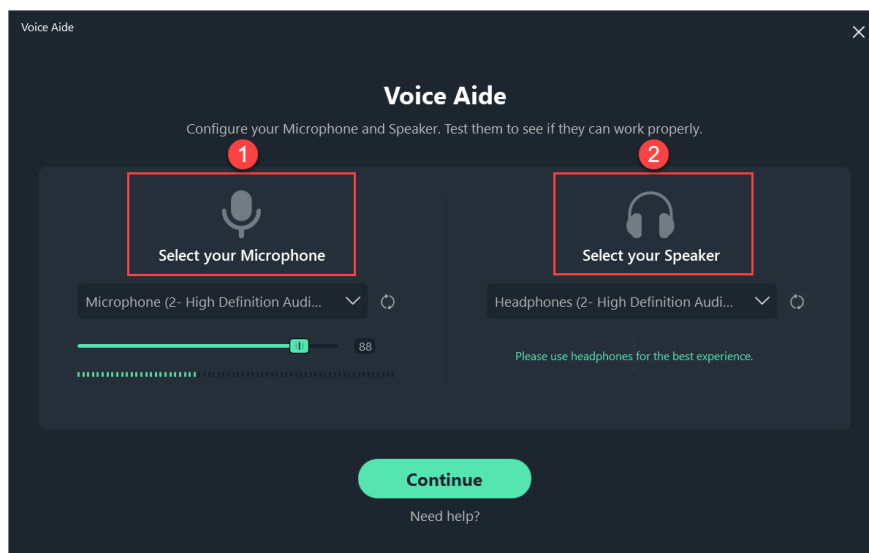 Voice Aide
Voice Aide
Configure your Microphone and Speaker. Test them to see if they can work properly.
1
2
Select your Microphone
Select your Speaker
Microphone (2- High Definition Audi...
Headphones (2- High Definition Audi...
88
Please use headphones for the best experience.
Continue
Need help?